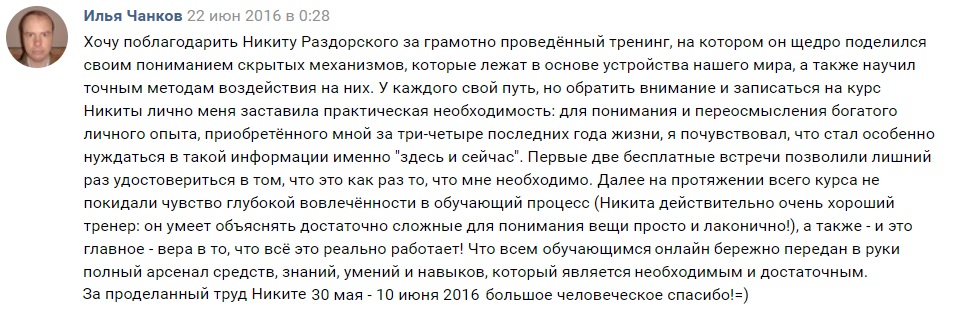 Илья Чанков 22 июн 2016 в 0:28
Хочу поблагодарить Никиту Раздорского за грамотно проведённый тренинг, на котором он щедро поделился
своим пониманием скрытых механизмов, которые лежат в основе устройства нашего мира, а также научил
точным методам воздействия на них. У каждого свой путь, но обратить внимание и записаться на курс
Никиты лично меня заставила практическая необходимость: для понимания и переосмысления богатого
личного опыта, приобретённого мной за три-четыре последних года жизни, я почувствовал, что стал особенно
нуждаться в такой информации именно "здесь и сейчас". Первые две бесплатные встречи позволили лишний
раз удостовериться в том, что это как раз то, что мне необходимо. Далее на протяжении всего курса не
покидали чувство глубокой вовлечённости в обучающий процесс (Никита действительно очень хороший
тренер: он умеет объяснять достаточно сложные для понимания вещи просто и лаконично!), а также - и это
главное - вера в то, что всё это реально работает! Что всем обучающимся онлайн бережно передан в руки
полный арсенал средств, знаний, умений и навыков, который является необходимым и достаточным.
За проделанный труд Никите 30 мая - 10 июня 2016 большое человеческое спасибо!=)